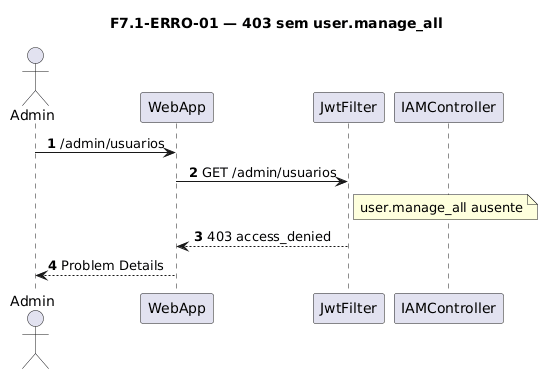 F7.1-ERRO-01 — 403 sem user.manage_all
Admin
WebApp
JwtFilter
IAMController
1 /admin/usuarios
2 GET /admin/usuarios
user.manage_all ausente
3 403 access_denied
4 Problem Details
Admin
WebApp
JwtFilter
IAMController